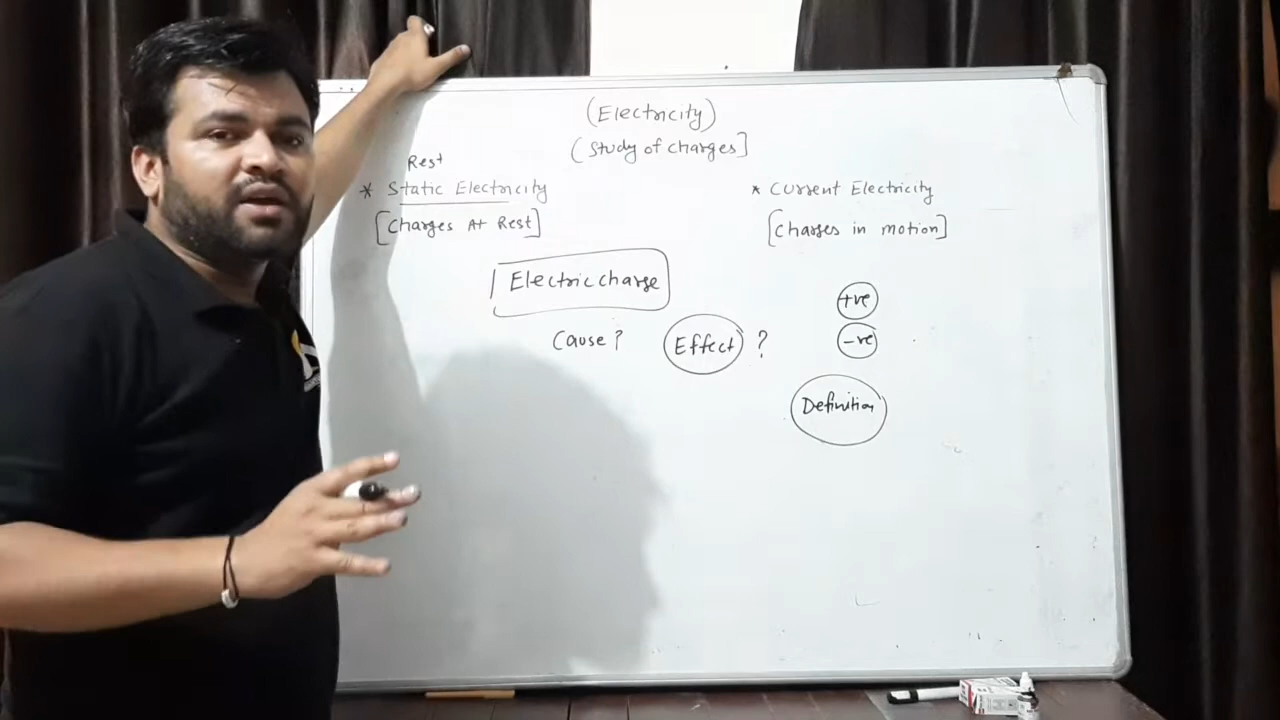 (Electricity)
(Study of charges]
Rest
* Static Electricity
[Charges At Rest]
* Current Electricity
[Charges in motion]
Electric charge
Cause?
Effect ?
+ve
-ve
Definition